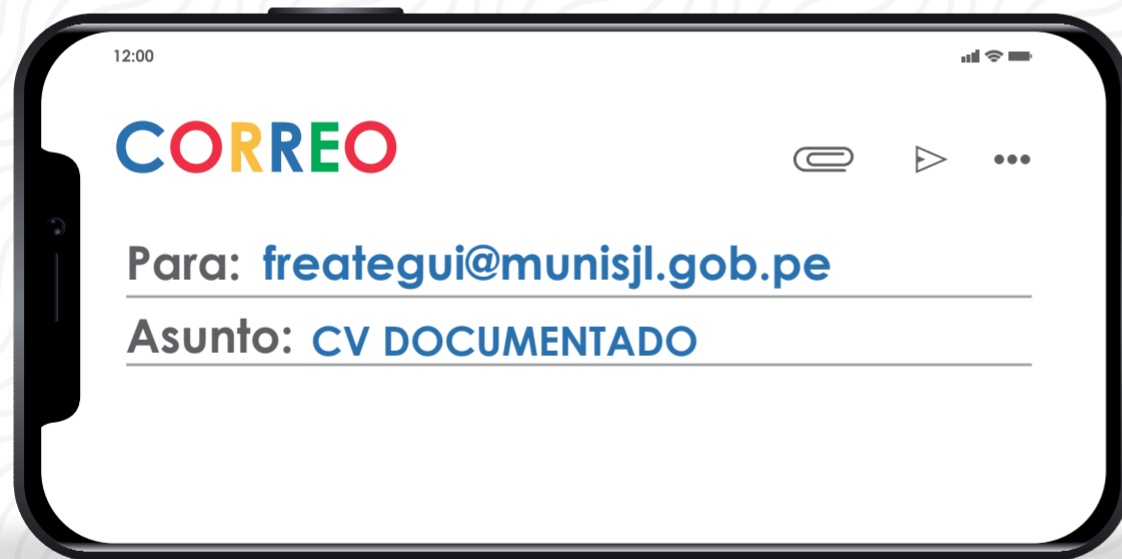 12:00
CORREO
Para: freategui@munisjl.gob.pe
Asunto: CV DOCUMENTADO